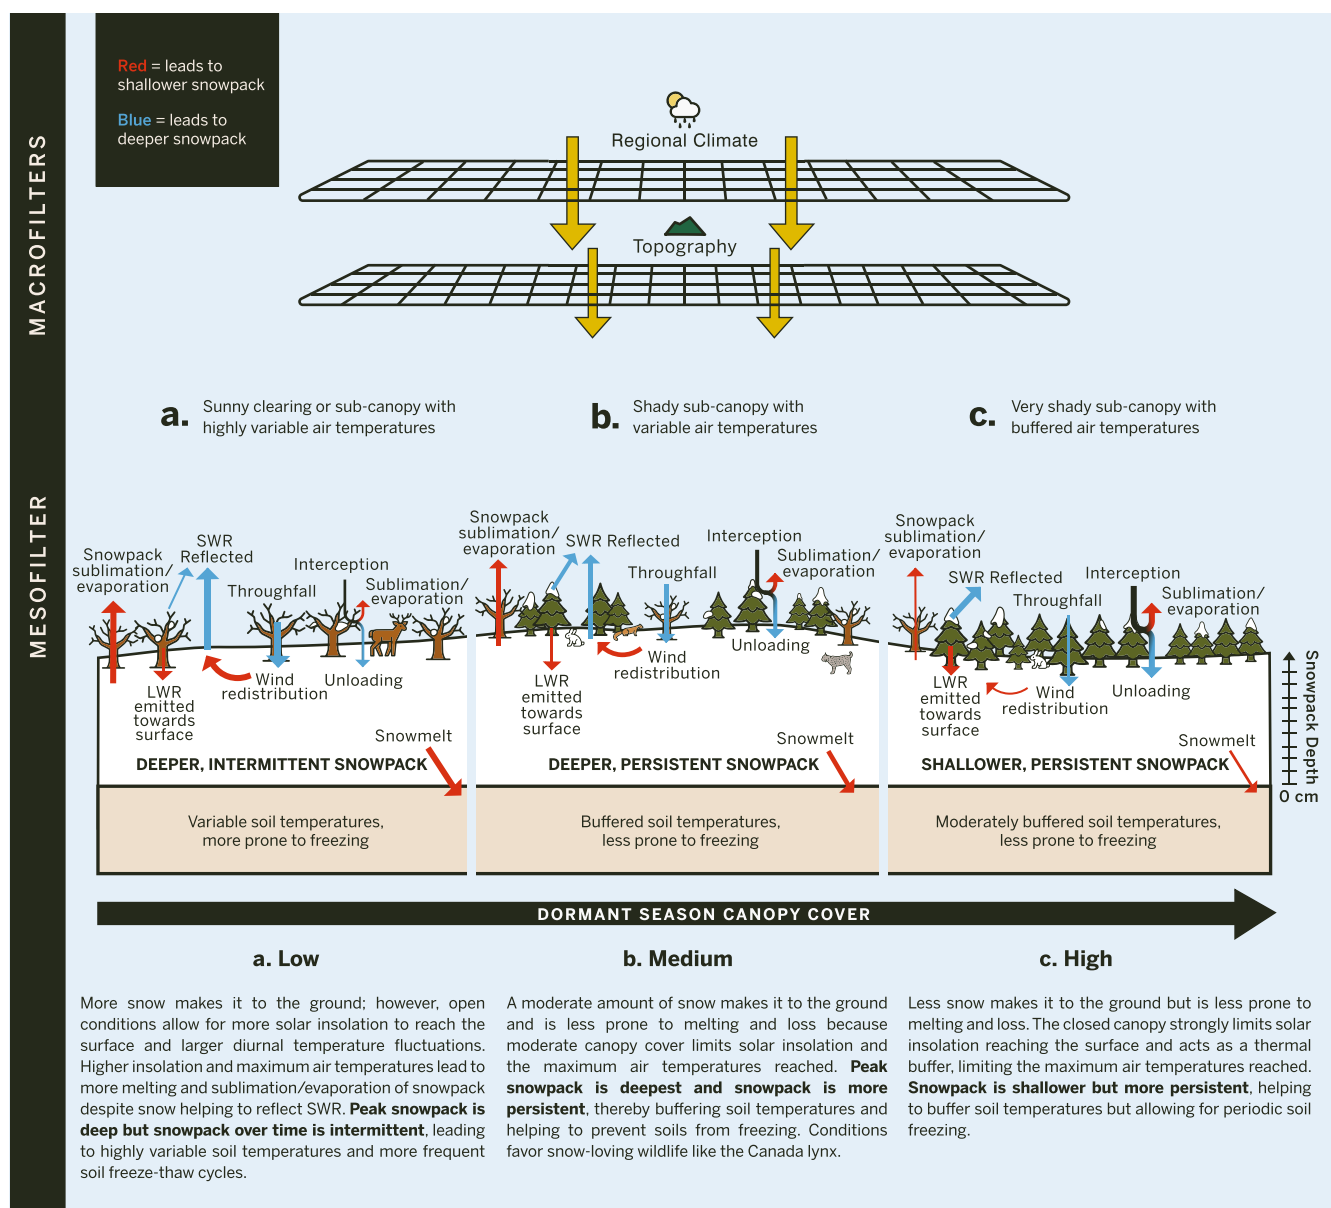 MACROFILTERS
MESOFILTER
Red = leads to
shallower snowpack
Blue = leads to
deeper snowpack
Regional Climate
Topography
a.
Sunny clearing or sub-canopy with
highly variable air temperatures
b.
Shady sub-canopy with
variable air temperatures
c.
Very shady sub-canopy with
buffered air temperatures
Snowpack
sublimation/
evaporation
SWR
Reflected
Throughfall
Interception
Sublimation/
evaporation
LWR
emitted
towards
surface
Wind
redistribution
Unloading
Snowmelt
DEEPER, INTERMITTENT SNOWPACK
Variable soil temperatures,
more prone to freezing
Snowpack
sublimation/
evaporation
SWR Reflected
Throughfall
Interception
Sublimation/
evaporation
LWR
emitted
towards
surface
Wind
redistribution
Unloading
Snowmelt
DEEPER, PERSISTENT SNOWPACK
Buffered soil temperatures,
less prone to freezing
Snowpack
sublimation/
evaporation
SWR Reflected
Throughfall
Interception
Sublimation/
evaporation
LWR
emitted
towards
surface
Wind
redistribution
Unloading
Snowmelt
SHALLOWER, PERSISTENT SNOWPACK
Moderately buffered soil temperatures,
less prone to freezing
Snowpack Depth
0 cm
DORMANT SEASON CANOPY COVER
a. Low
More snow makes it to the ground; however, open
conditions allow for more solar insolation to reach the
surface and larger diurnal temperature fluctuations.
Higher insolation and maximum air temperatures lead to
more melting and sublimation/evaporation of snowpack
despite snow helping to reflect SWR. Peak snowpack is
deep but snowpack over time is intermittent, leading
to highly variable soil temperatures and more frequent
soil freeze-thaw cycles.
b. Medium
A moderate amount of snow makes it to the ground
and is less prone to melting and loss because
moderate canopy cover limits solar insolation and
the maximum air temperatures reached. Peak
snowpack is deepest and snowpack is more
persistent, thereby buffering soil temperatures and
helping to prevent soils from freezing. Conditions
favor snow-loving wildlife like the Canada lynx.
c. High
Less snow makes it to the ground but is less prone to
melting and loss. The closed canopy strongly limits solar
insolation reaching the surface and acts as a thermal
buffer, limiting the maximum air temperatures reached.
Snowpack is shallower but more persistent, helping
to buffer soil temperatures but allowing for periodic soil
freezing.